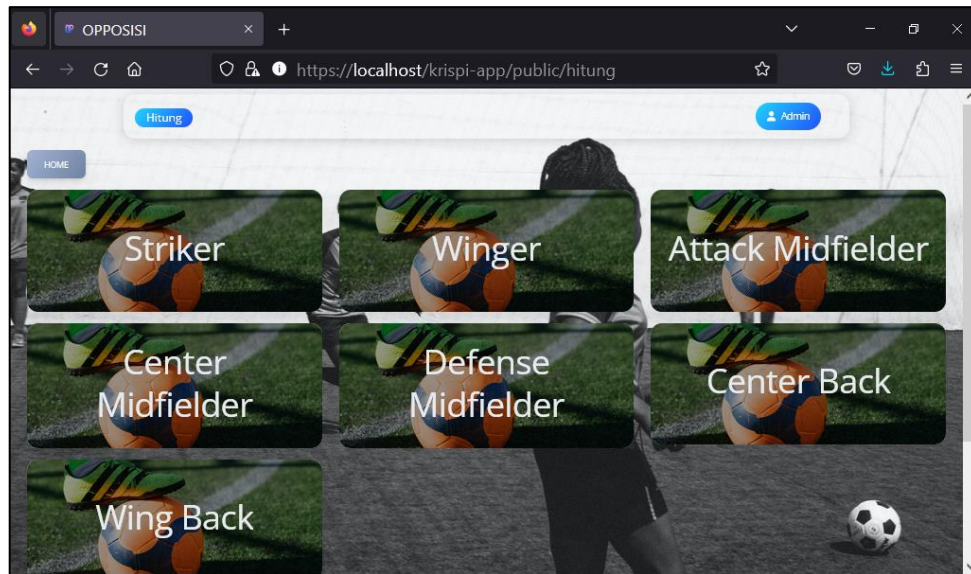 OPPOSISI
https://localhost/krispi-app/public/hitung
Hitung
Admin
HOME
Striker
Winger
Attack Midfielder
Center
Midfielder
Defense
Midfielder
Center Back
Wing Back